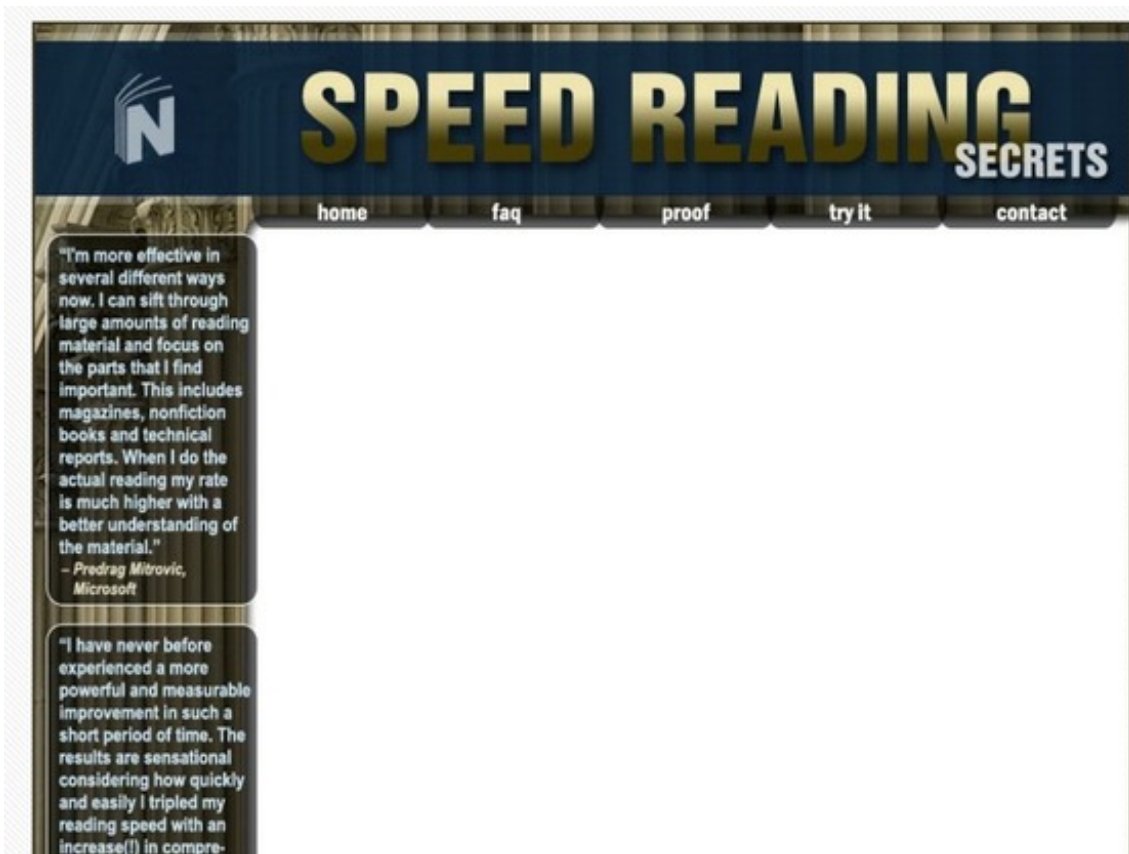 N
SPEED READING
SECRETS
home faq proof try it contact
“I'm more effective in
several different ways
now. I can sift through
large amounts of reading
material and focus on
the parts that I find
important. This includes
magazines, nonfiction
books and technical
reports. When I do the
actual reading my rate
is much higher with a
better understanding of
the material.”
– Predrag Mitrovic,
Microsoft
“I have never before
experienced a more
powerful and measurable
improvement in such a
short period of time. The
results are sensational
considering how quickly
and easily I tripled my
reading speed with an
increase(!) in compre-